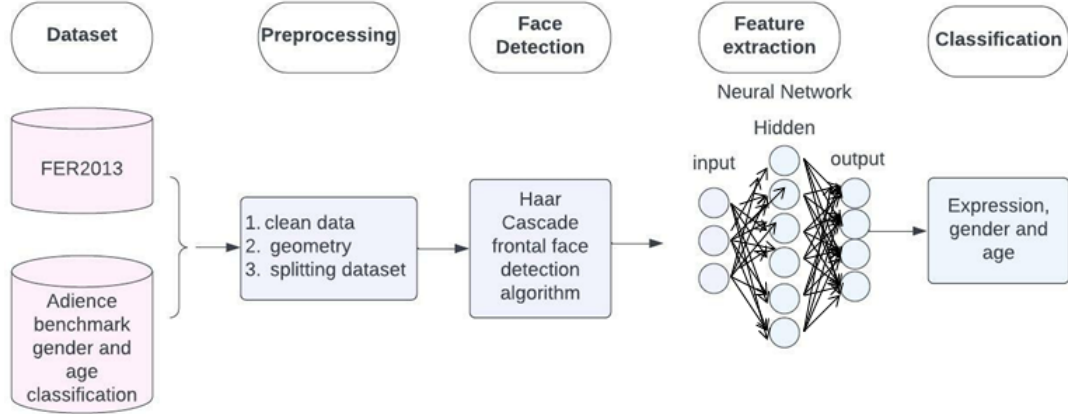 Dataset
Preprocessing
Face
Detection
Feature
extraction
Classification
Neural Network
Hidden
input
output
FER2013
Adience
benchmark
gender and
age
classification
1. clean data
2. geometry
3. splitting dataset
Haar
Cascade
frontal face
detection
algorithm
Expression,
gender and
age